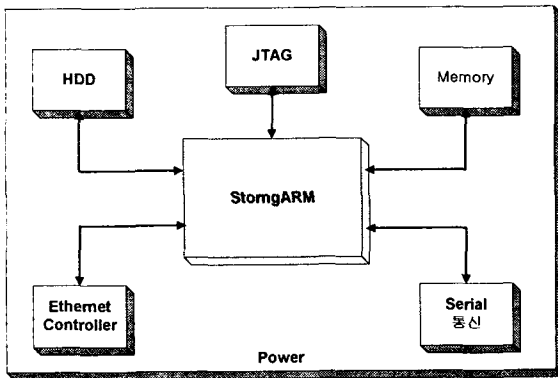 JTAG
HDD
Memory
StorngARM
Ethernet
Controller
Serial
통신
Power